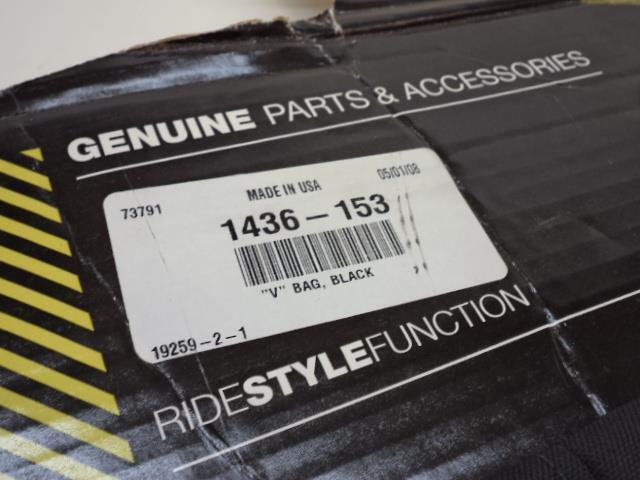 GENUINE PARTS & ACCESSORIES
73791 MADE IN USA 05/01/08
1436-153
"V" BAG, BLACK
19259-2-1
RIDESTYLEFUNCTION